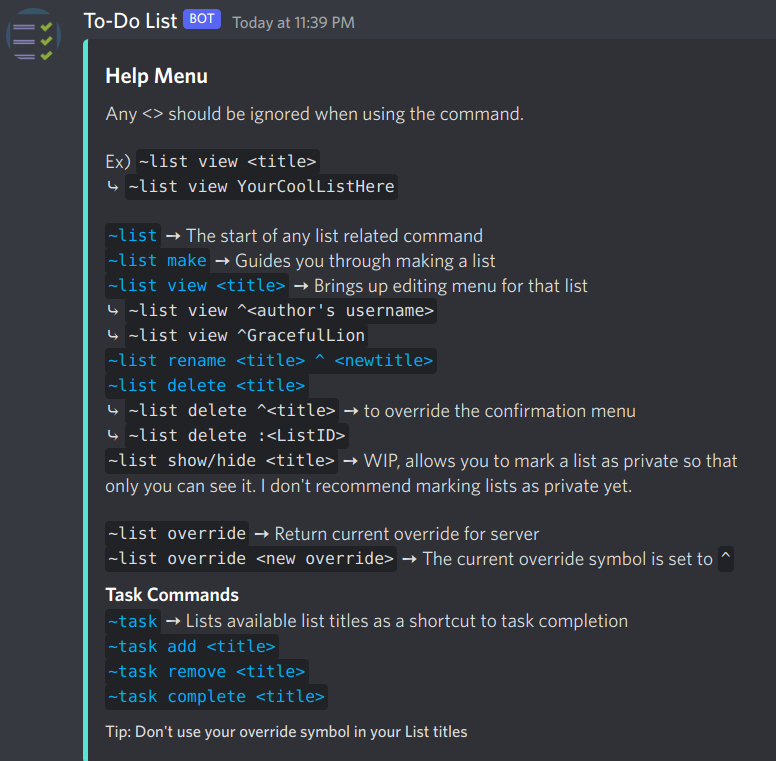 To-Do List BOT Today at 11:39 PM
Help Menu
Any <> should be ignored when using the command.
Ex) ~list view <title>
↳ ~list view YourCoolListHere
~list → The start of any list related command
~list make → Guides you through making a list
~list view <title> → Brings up editing menu for that list
↳ ~list view ^<author's username>
↳ ~list view ^GracefulLion
~list rename <title> ^ <newtitle>
~list delete <title>
↳ ~list delete ^<title> → to override the confirmation menu
↳ ~list delete :<ListID>
~list show/hide <title> → WIP, allows you to mark a list as private so that
only you can see it. I don't recommend marking lists as private yet.
~list override → Return current override for server
~list override <new override> → The current override symbol is set to ^
Task Commands
~task → Lists available list titles as a shortcut to task completion
~task add <title>
~task remove <title>
~task complete <title>
Tip: Don't use your override symbol in your List titles